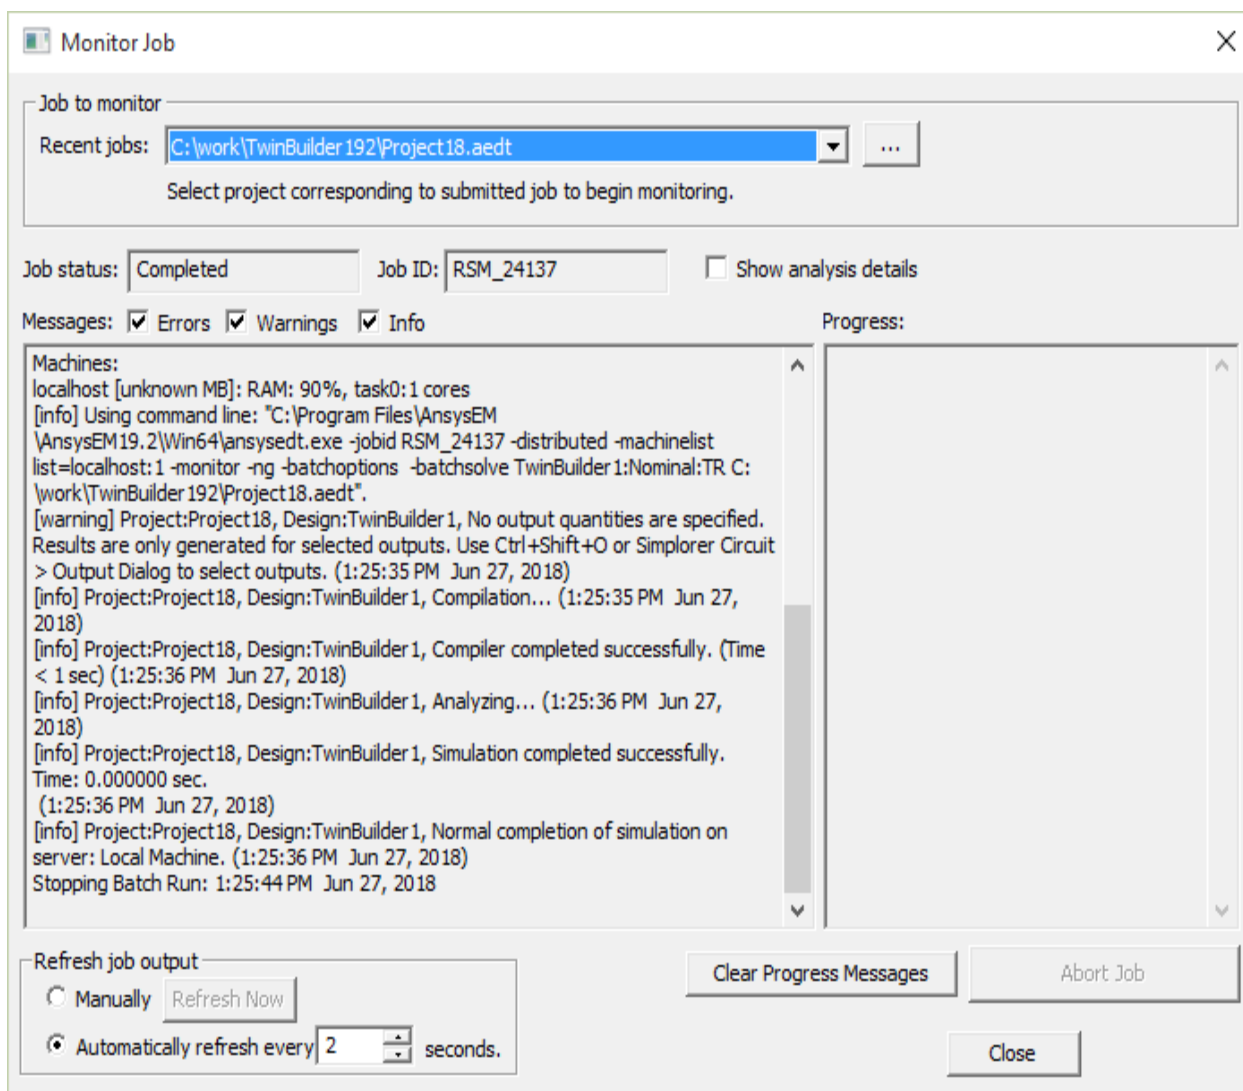 Monitor Job
Job to monitor
Recent jobs: C:\work\TwinBuilder192\Project18.aedt ...
Select project corresponding to submitted job to begin monitoring.
Job status: Completed Job ID: RSM_24137 Show analysis details
Messages: Errors Warnings Info Progress:
Machines:
localhost [unknown MB]: RAM: 90%, task0:1 cores
[info] Using command line: "C:\Program Files\AnsysEM
\AnsysEM19.2\Win64\ansysedt.exe -jobid RSM_24137 -distributed -machinelist
list=localhost:1 -monitor -ng -batchoptions  -batchsolve TwinBuilder1:Nominal:TR C:
\work\TwinBuilder192\Project18.aedt".
[warning] Project:Project18, Design:TwinBuilder1, No output quantities are specified.
Results are only generated for selected outputs. Use Ctrl+Shift+O or Simplorer Circuit
> Output Dialog to select outputs. (1:25:35 PM  Jun 27, 2018)
[info] Project:Project18, Design:TwinBuilder1, Compilation... (1:25:35 PM  Jun 27,
2018)
[info] Project:Project18, Design:TwinBuilder1, Compiler completed successfully. (Time
< 1 sec) (1:25:36 PM  Jun 27, 2018)
[info] Project:Project18, Design:TwinBuilder1, Analyzing... (1:25:36 PM  Jun 27,
2018)
[info] Project:Project18, Design:TwinBuilder1, Simulation completed successfully.
Time: 0.000000 sec.
(1:25:36 PM  Jun 27, 2018)
[info] Project:Project18, Design:TwinBuilder1, Normal completion of simulation on
server: Local Machine. (1:25:36 PM  Jun 27, 2018)
Stopping Batch Run: 1:25:44 PM  Jun 27, 2018
Refresh job output
Clear Progress Messages Abort Job
Manually Refresh Now
Automatically refresh every 2 seconds.
Close